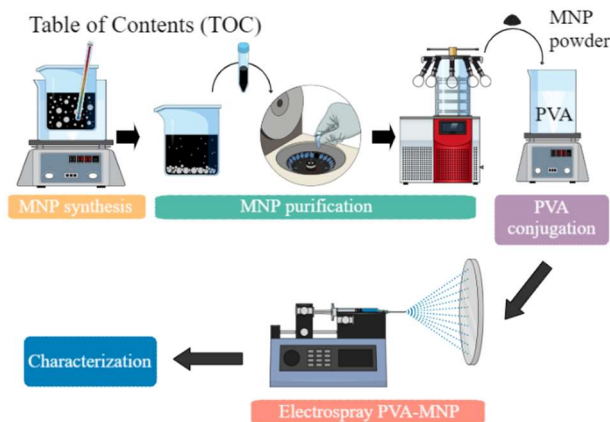 Table of Contents (TOC)
MNP
powder
PVA
MNP synthesis
MNP purification
PVA
conjugation
Characterization
Electrospray PVA-MNP